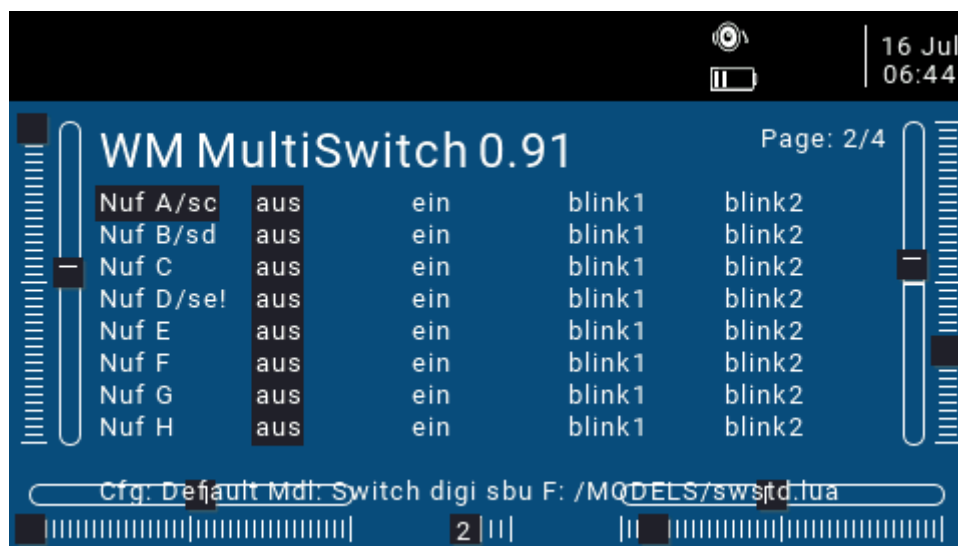 16 Jul
06:44
WM MultiSwitch 0.91
Page: 2/4
Nuf A/sc aus ein blink1 blink2
Nuf B/sd aus ein blink1 blink2
Nuf C aus ein blink1 blink2
Nuf D/se! aus ein blink1 blink2
Nuf E aus ein blink1 blink2
Nuf F aus ein blink1 blink2
Nuf G aus ein blink1 blink2
Nuf H aus ein blink1 blink2
Cfg: Default Mdl: Switch digi sbu F: /MODELS/swstd.lua
2